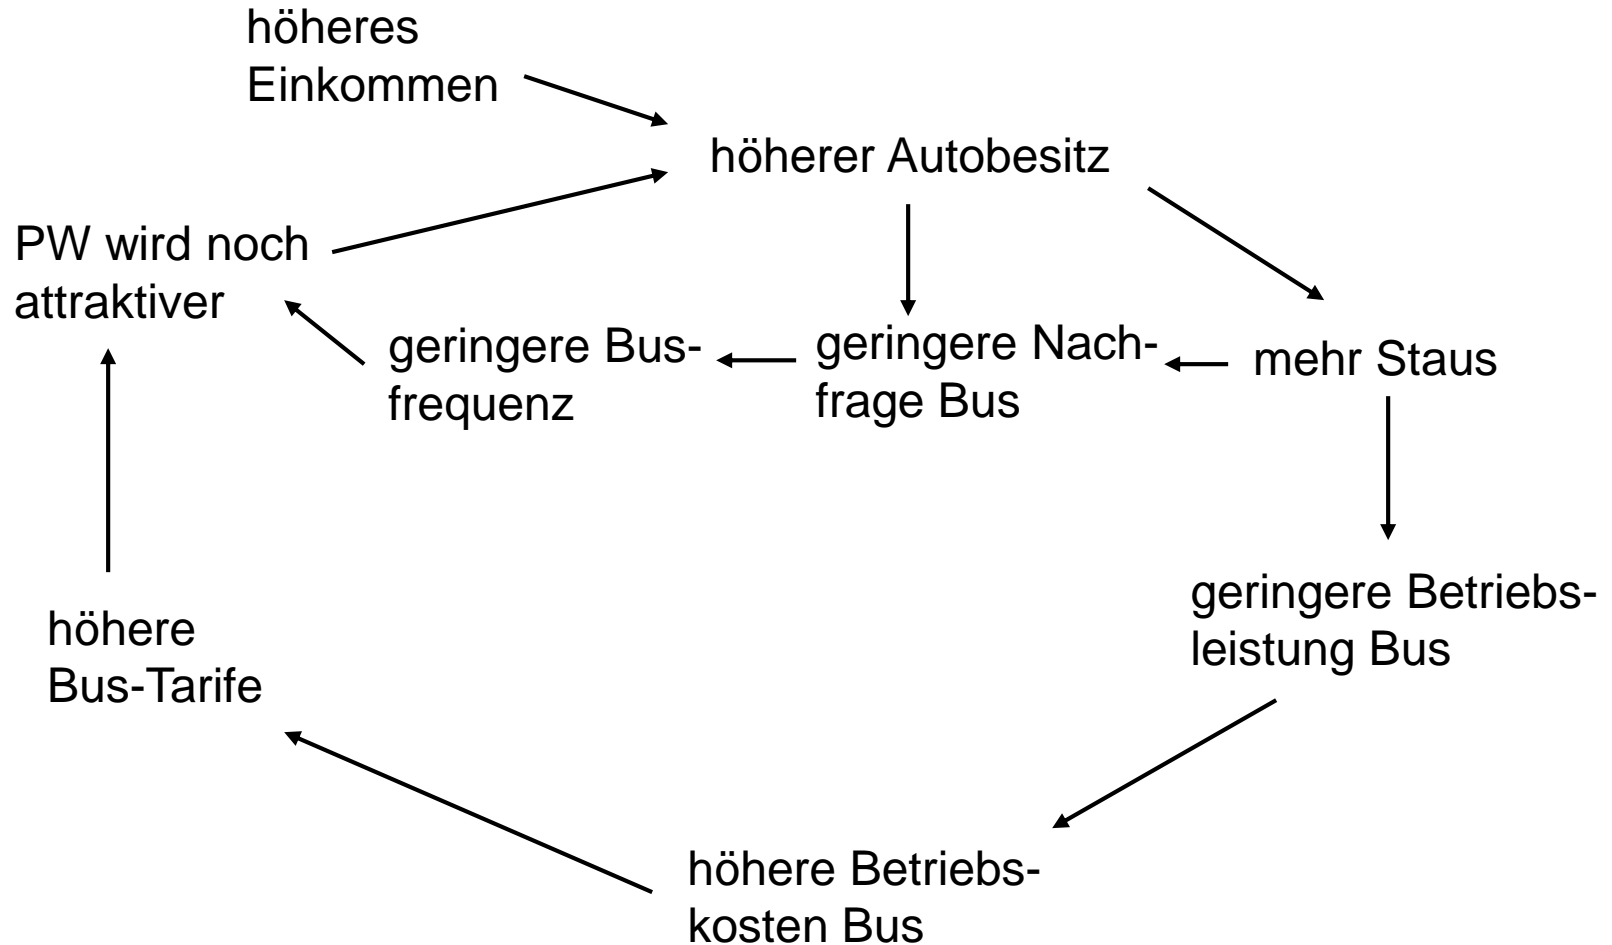 höheres
Einkommen
höherer Autobesitz
PW wird noch
attraktiver
geringere Bus-
frequenz
geringere Nach-
frage Bus
mehr Staus
geringere Betriebs-
leistung Bus
höhere
Bus-Tarife
höhere Betriebs-
kosten Bus